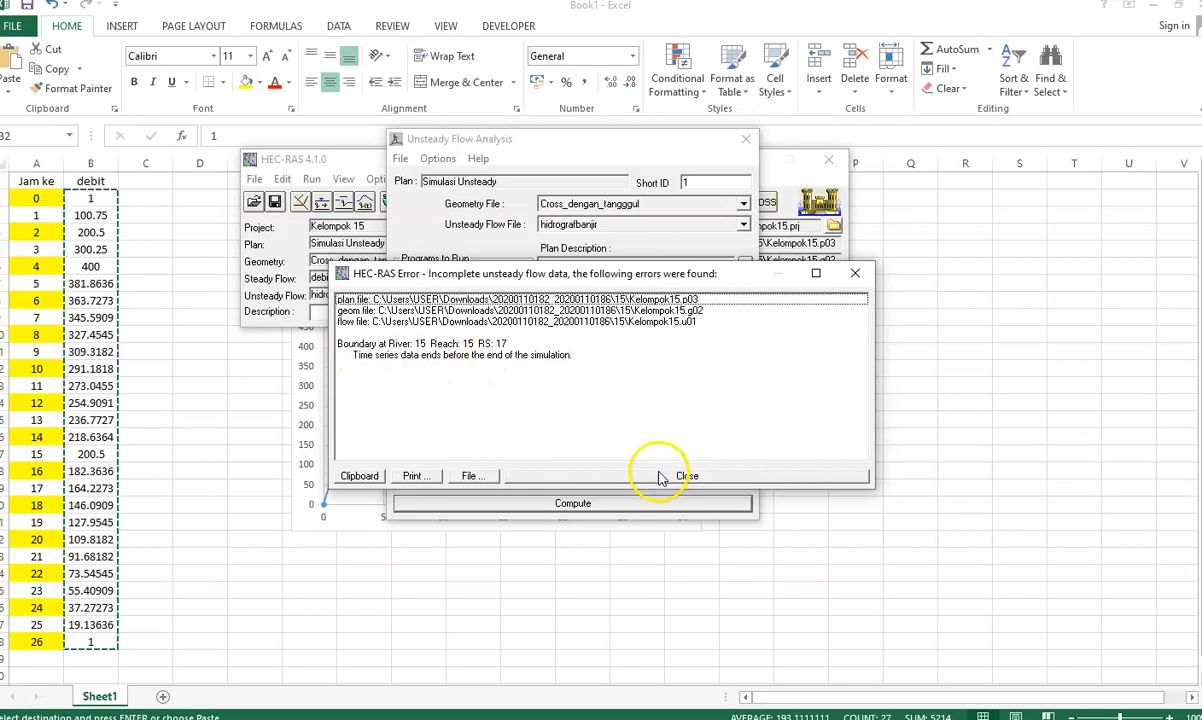 Book1 - Excel
FILE HOME INSERT PAGE LAYOUT FORMULAS DATA REVIEW VIEW DEVELOPER Sign in
Cut
Copy
Format Painter
Paste
Clipboard
Calibri 11
B I U
Font
Wrap Text
Merge & Center
Alignment
General
Number
Conditional Formatting
Format as Table
Cell Styles
Styles
Insert Delete Format
Cells
AutoSum
Fill
Clear
Sort & Filter
Find & Select
Editing
B2 1
A B C D P Q R S T U V
Jam ke debit
0 1
1 100.75
2 200.5
3 300.25
4 400
5 381.8636
6 363.7273
7 345.5909
8 327.4545
9 309.3182
10 291.1818
11 273.0455
12 254.9091
13 236.7727
14 218.6364
15 200.5
16 182.3636
17 164.2273
18 146.0909
19 127.9545
20 109.8182
21 91.68182
22 73.54545
23 55.40909
24 37.27273
25 19.13636
26 1
HEC-RAS 4.1.0
File Edit Run View
Project: Kelompok 15
Plan: Simulasi Unsteady
Geometry:
Steady Flow:
Unsteady Flow:
Description :
Unsteady Flow Analysis
File Options Help
Plan : Simulasi Unsteady Short ID 1
Geometry File : Cross_dengan_tangggul
Unsteady Flow File : hidrografbanjir
Plan Description :
Programs to Run
HEC-RAS Error - Incomplete unsteady flow data, the following errors were found:
plan file: C:\Users\USER\Downloads\20200110182_20200110186\15\Kelompok15.p03
geom file: C:\Users\USER\Downloads\20200110182_20200110186\15\Kelompok15.g02
flow file: C:\Users\USER\Downloads\20200110182_20200110186\15\Kelompok15.u01
Boundary at River: 15 Reach: 15 RS: 17
Time series data ends before the end of the simulation.
Clipboard Print ... File ... Close
Compute
450
400
350
300
250
200
150
100
50
0
0
Sheet1
Select destination and press ENTER or choose Paste
AVERAGE: 193.1111111 COUNT: 27 SUM: 5214